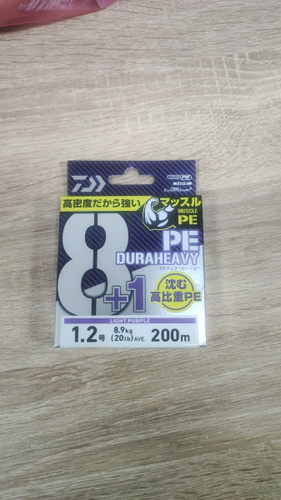 DAIWA
高密度だから強い
マッスル
MUSCLE
PE
PE
DURAHEAVY
8+1
沈む
高比重PE
LIGHT PURPLE
1.2号
8.9kg
(20lb)AVE.
200m